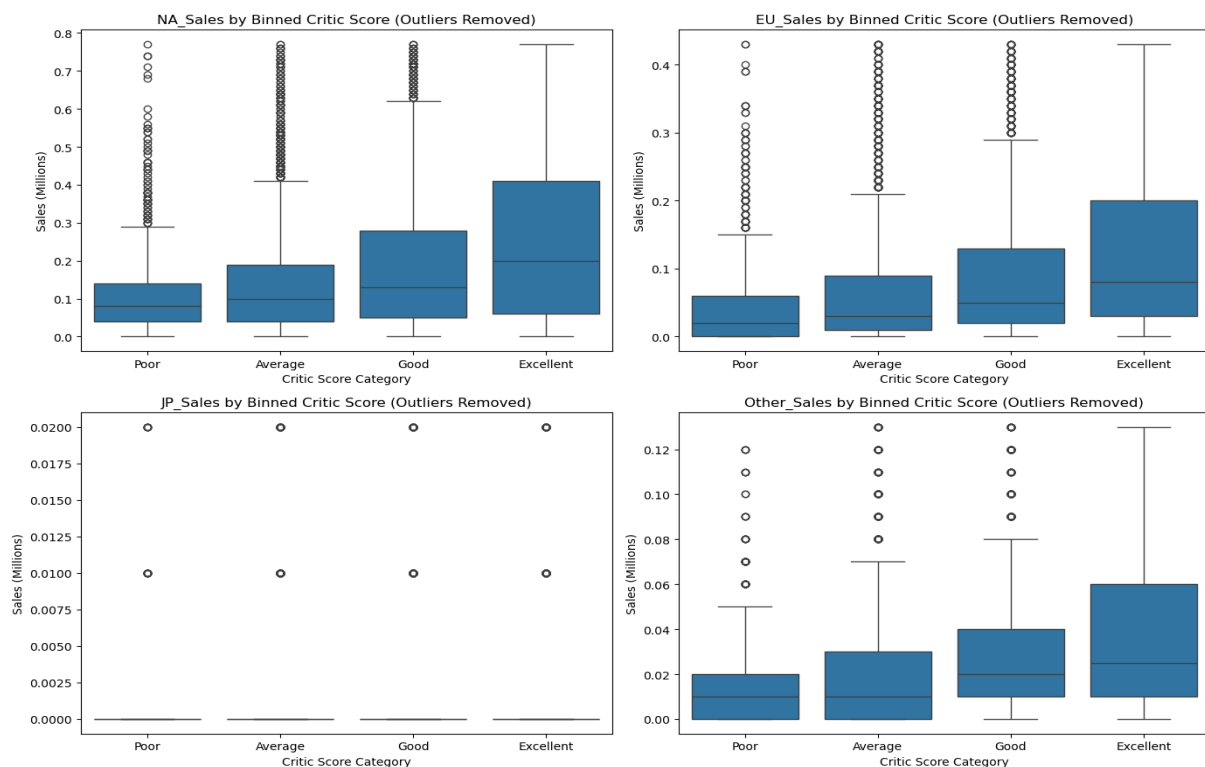 NA_Sales by Binned Critic Score (Outliers Removed)
0.8
0.7
0.6
0.5
0.4
0.3
0.2
0.1
0.0
Sales (Millions)
Poor Average Good Excellent
Critic Score Category
EU_Sales by Binned Critic Score (Outliers Removed)
0.4
0.3
0.2
0.1
0.0
Sales (Millions)
Poor Average Good Excellent
Critic Score Category
JP_Sales by Binned Critic Score (Outliers Removed)
0.0200
0.0175
0.0150
0.0125
0.0100
0.0075
0.0050
0.0025
0.0000
Sales (Millions)
Poor Average Good Excellent
Critic Score Category
Other_Sales by Binned Critic Score (Outliers Removed)
0.12
0.10
0.08
0.06
0.04
0.02
0.00
Sales (Millions)
Poor Average Good Excellent
Critic Score Category